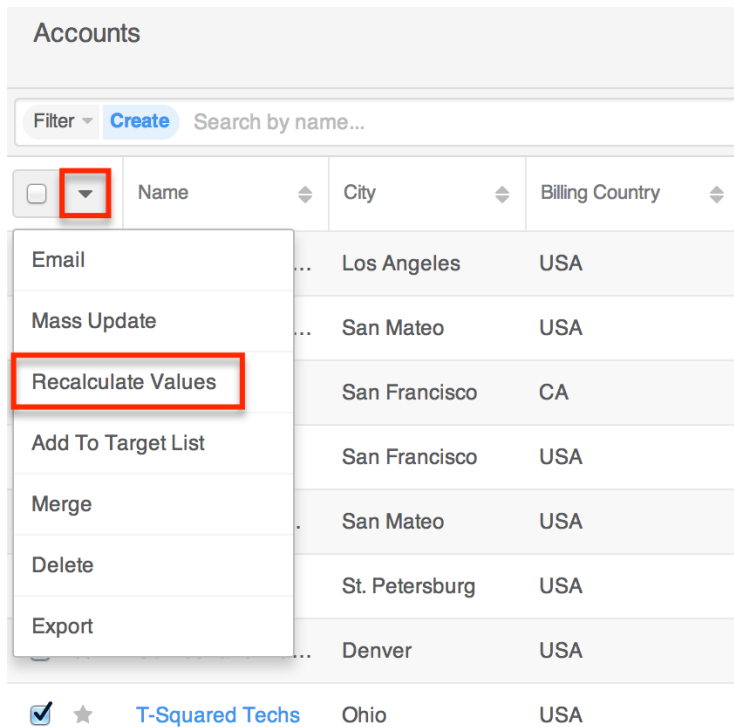 Accounts
Filter Create Search by name...
Name City Billing Country
Email ... Los Angeles USA
Mass Update ... San Mateo USA
Recalculate Values San Francisco CA
Add To Target List San Francisco USA
Merge . San Mateo USA
Delete St. Petersburg USA
Export
... Denver USA
T-Squared Techs Ohio USA